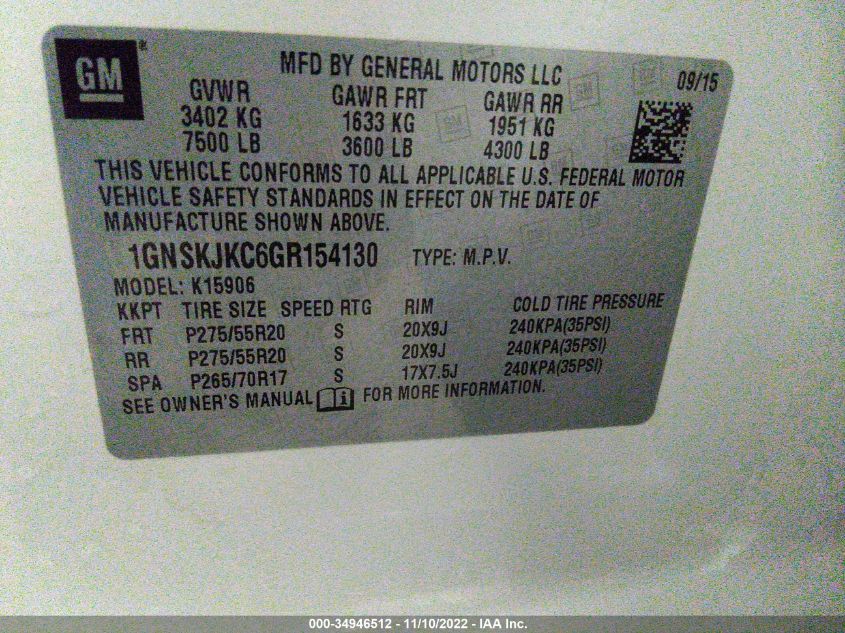 GM®
MFD BY GENERAL MOTORS LLC
09/15
GVWR GAWR FRT GAWR RR
3402 KG 1633 KG 1951 KG
7500 LB 3600 LB 4300 LB
THIS VEHICLE CONFORMS TO ALL APPLICABLE U.S. FEDERAL MOTOR
VEHICLE SAFETY STANDARDS IN EFFECT ON THE DATE OF
MANUFACTURE SHOWN ABOVE.
1GNSKJKC6GR154130 TYPE: M.P.V.
MODEL: K15906
KKPT TIRE SIZE SPEED RTG RIM COLD TIRE PRESSURE
FRT P275/55R20 S 20X9J 240KPA(35PSI)
RR P275/55R20 S 20X9J 240KPA(35PSI)
SPA P265/70R17 S 17X7.5J 240KPA(35PSI)
SEE OWNER'S MANUAL i FOR MORE INFORMATION.
000-34946512 - 11/10/2022 - IAA Inc.